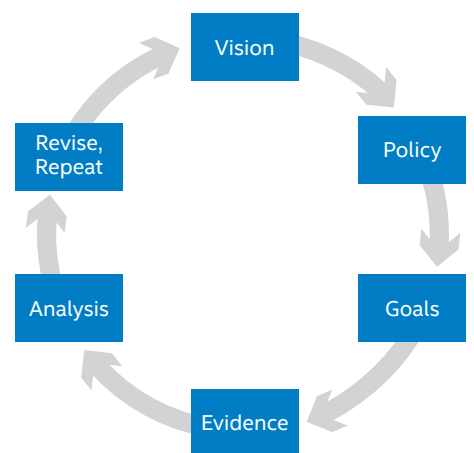 Vision
Policy
Goals
Evidence
Analysis
Revise,
Repeat